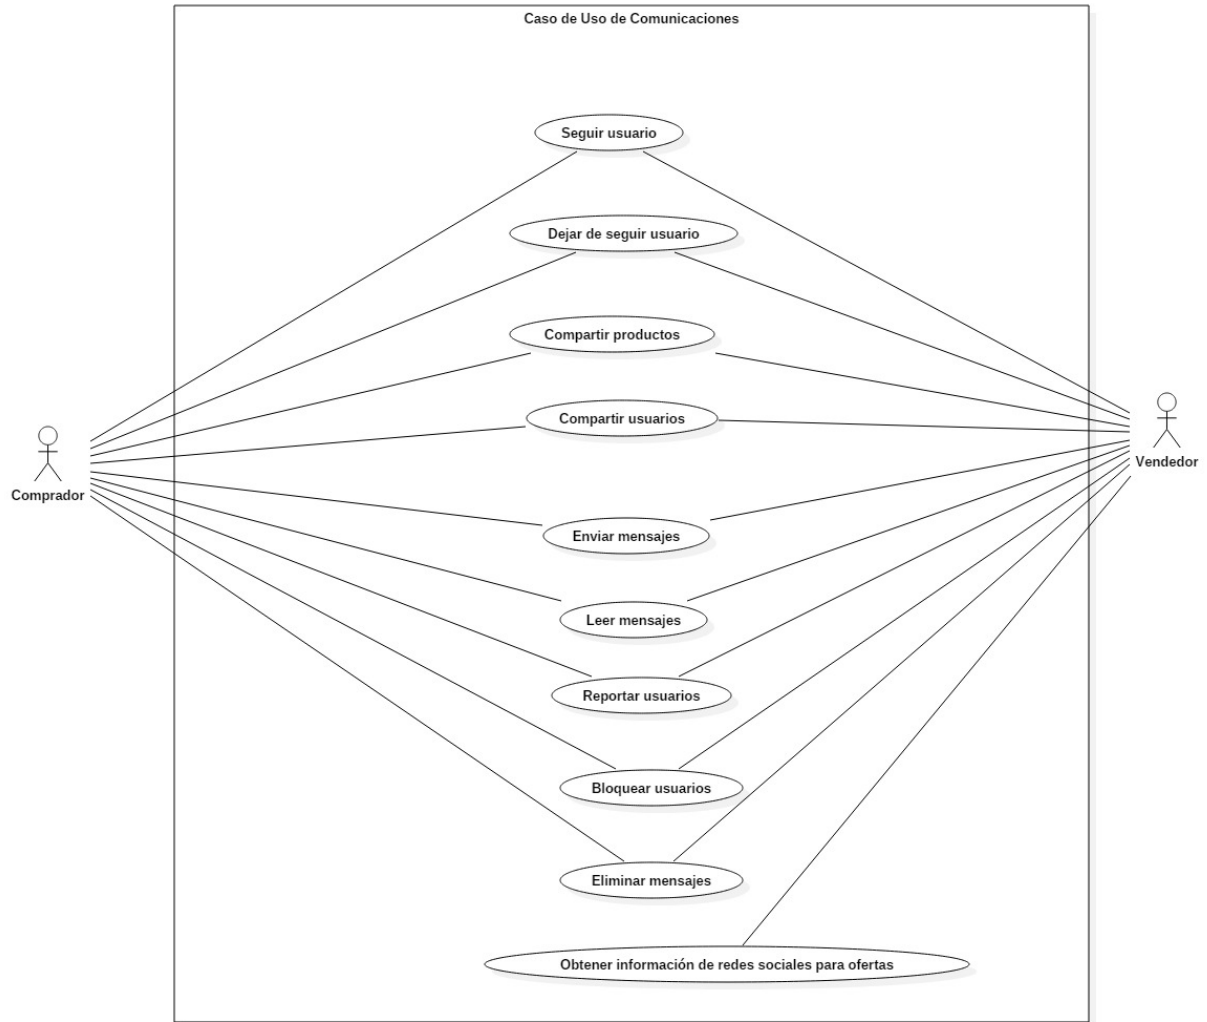 Caso de Uso de Comunicaciones
Seguir usuario
Dejar de seguir usuario
Compartir productos
Compartir usuarios
Comprador
Vendedor
Enviar mensajes
Leer mensajes
Reportar usuarios
Bloquear usuarios
Eliminar mensajes
Obtener información de redes sociales para ofertas